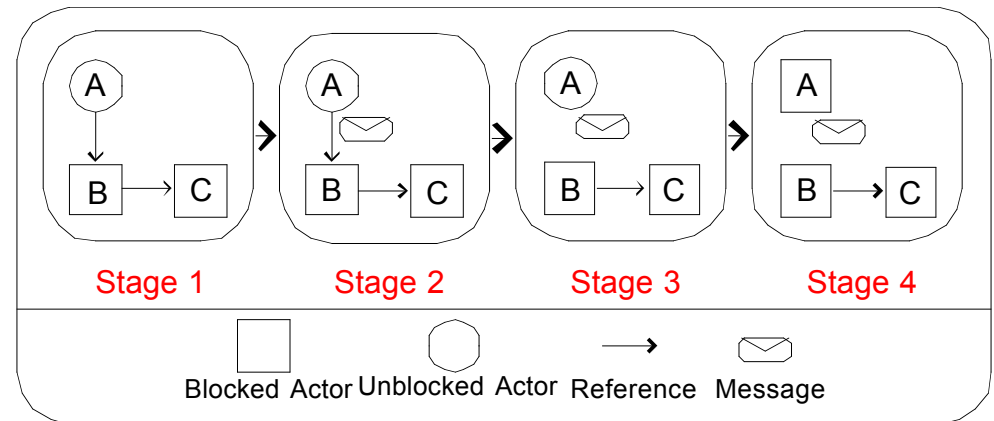 A A A A
B C B C B C B C
Stage 1 Stage 2 Stage 3 Stage 4
Blocked Actor Unblocked Actor Reference Message